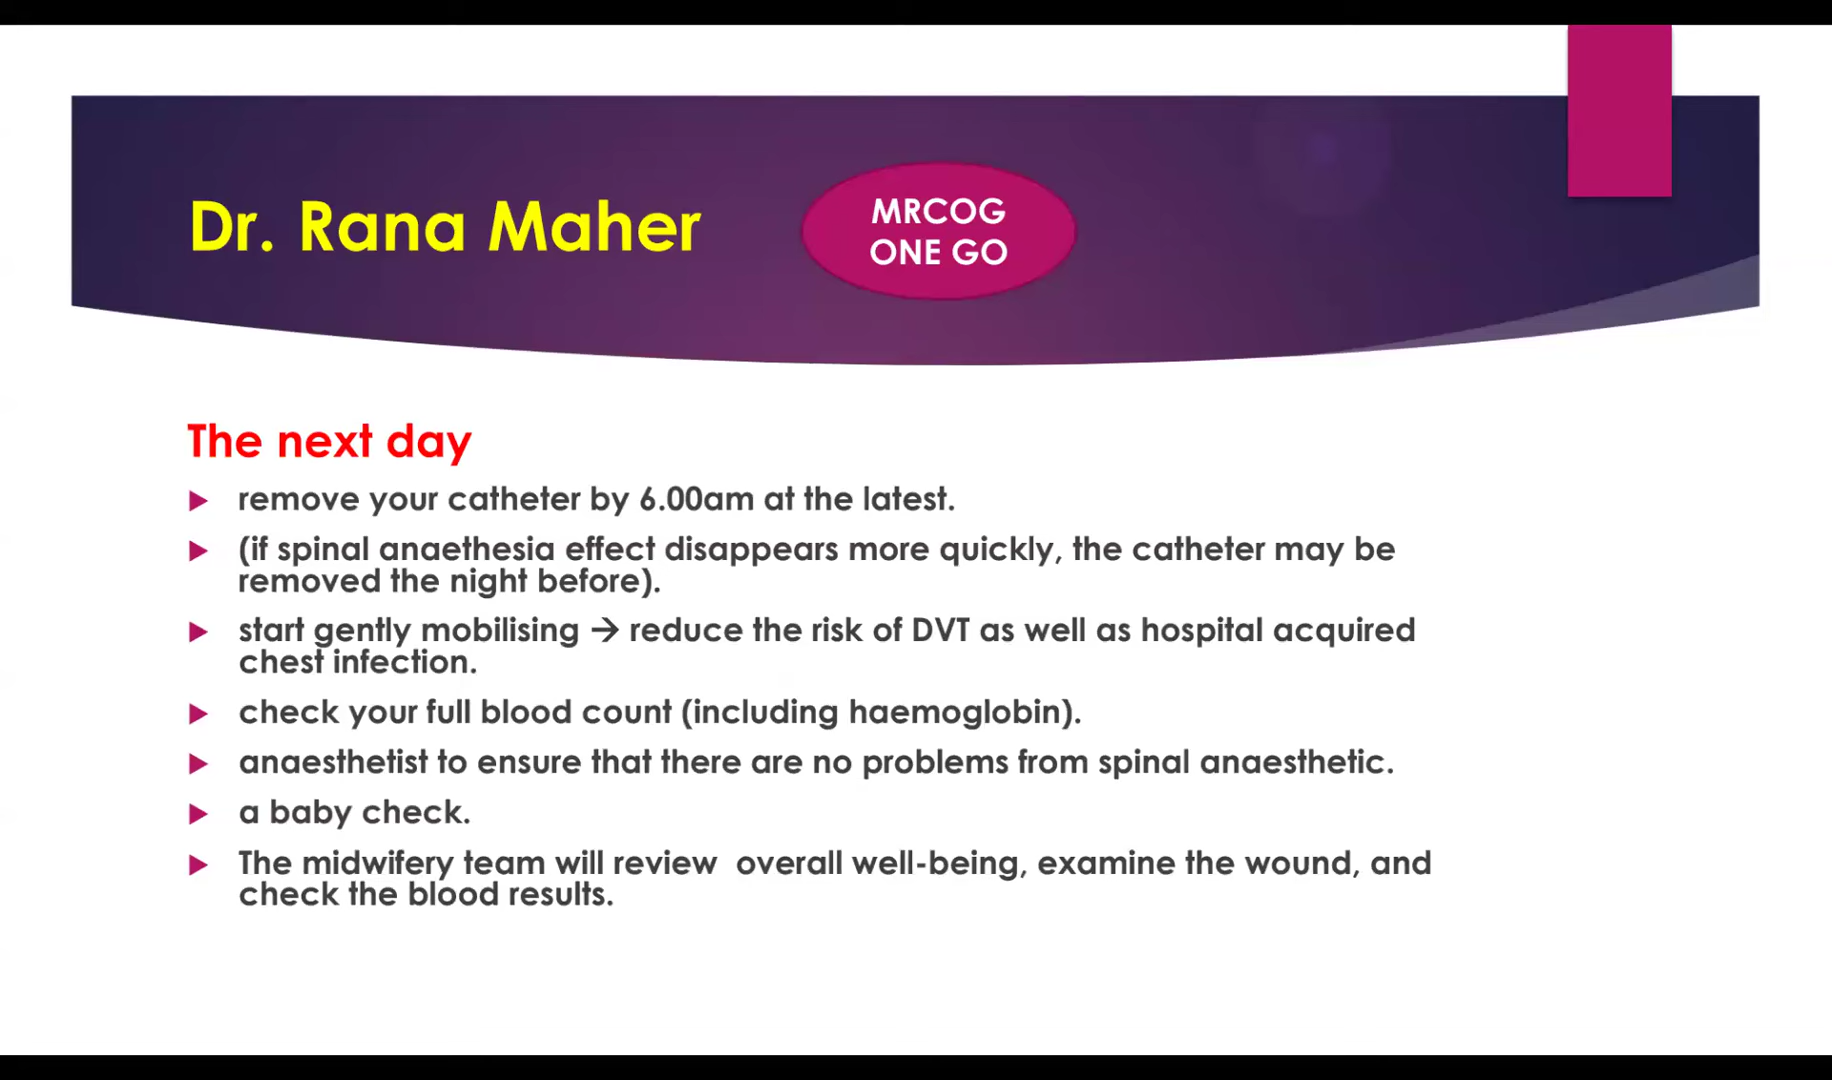 Dr. Rana Maher
MRCOG
ONE GO
The next day
remove your catheter by 6.00am at the latest.
(if spinal anaethesia effect disappears more quickly, the catheter may be
removed the night before).
start gently mobilising → reduce the risk of DVT as well as hospital acquired
chest infection.
check your full blood count (including haemoglobin).
anaesthetist to ensure that there are no problems from spinal anaesthetic.
a baby check.
The midwifery team will review  overall well-being, examine the wound, and
check the blood results.